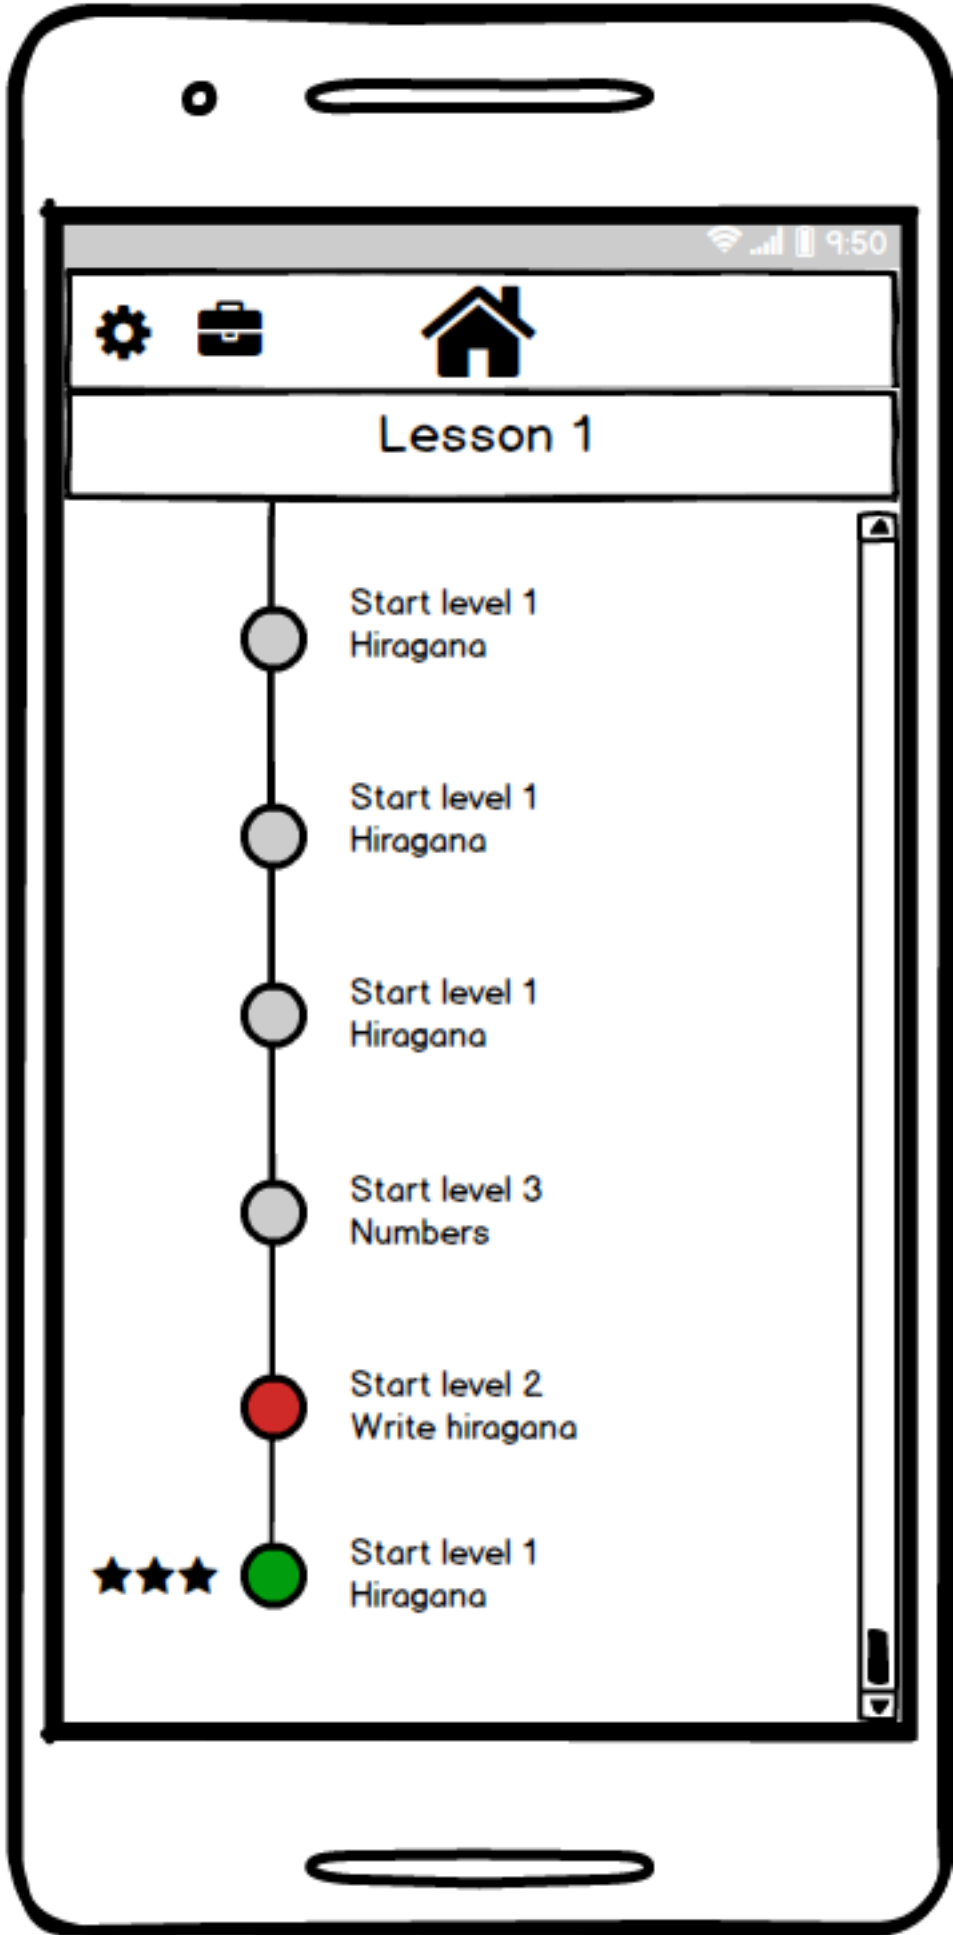 9:50
Lesson 1
Start level 1
Hiragana
Start level 1
Hiragana
Start level 1
Hiragana
Start level 3
Numbers
Start level 2
Write hiragana
Start level 1
Hiragana